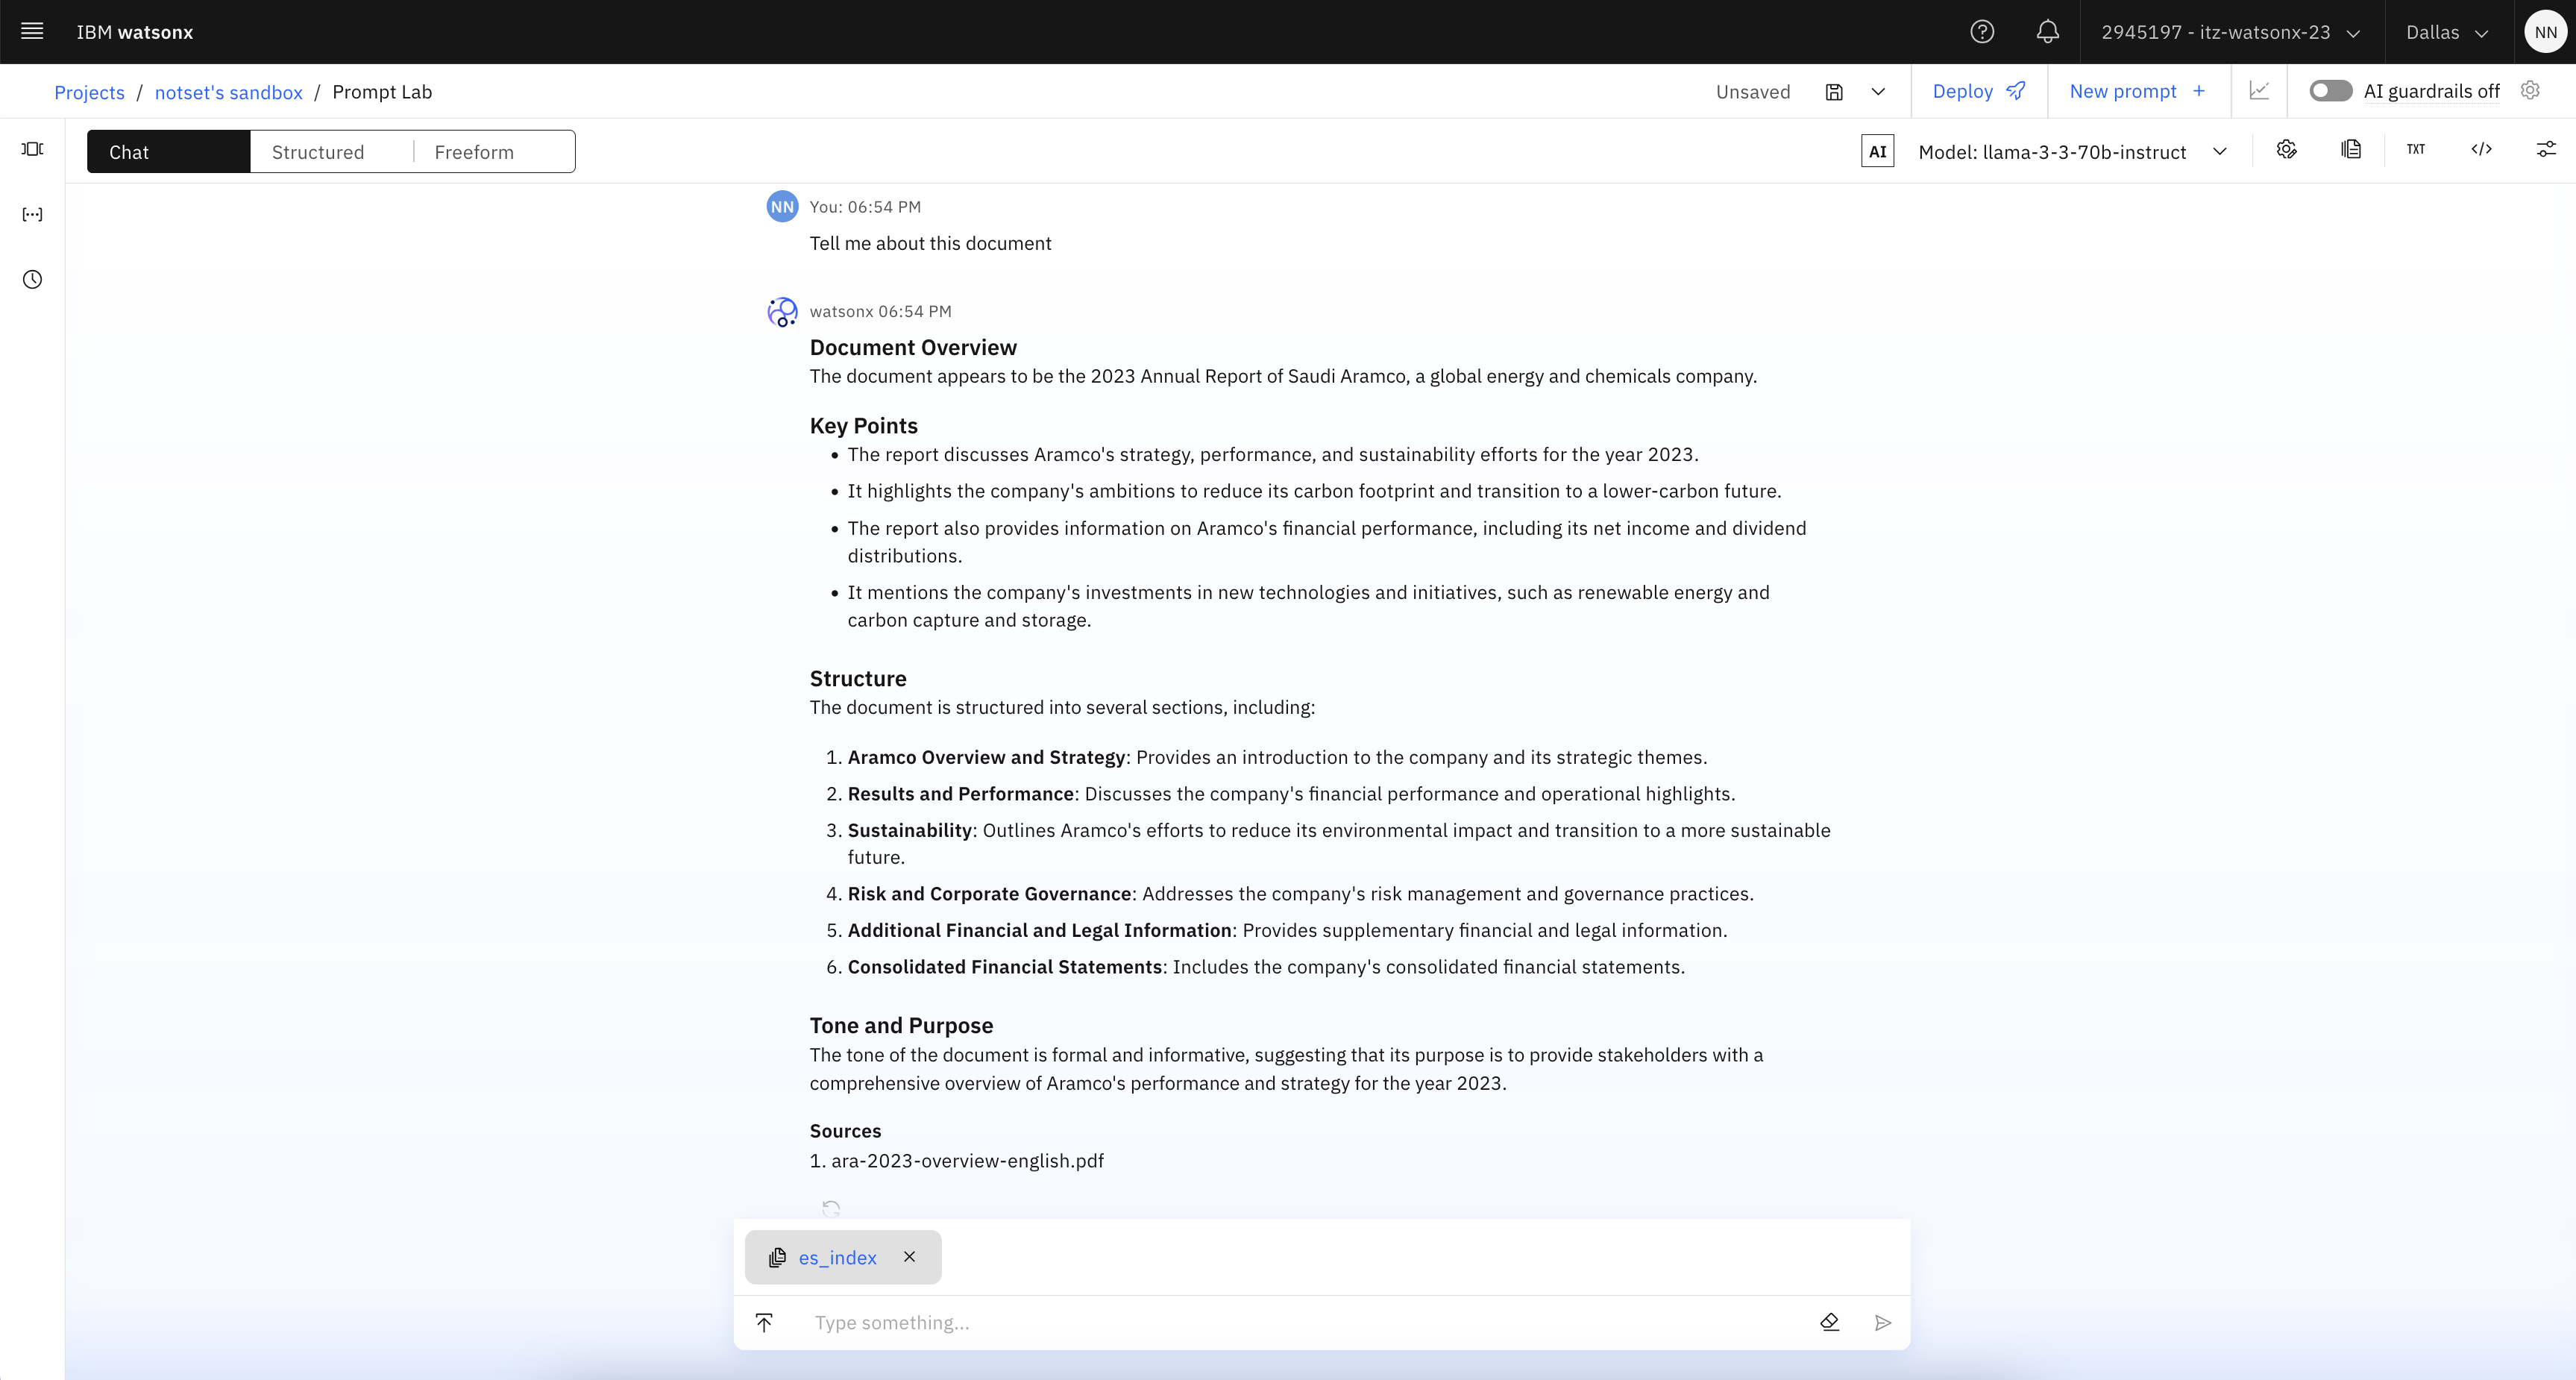 IBM watsonx
2945197 - itz-watsonx-23
Dallas
NN
Projects / notset's sandbox / Prompt Lab
Unsaved
Deploy
New prompt +
AI guardrails off
Chat
Structured
Freeform
AI
Model: llama-3-3-70b-instruct
TXT
</>
NN
You: 06:54 PM
Tell me about this document
watsonx 06:54 PM
Document Overview
The document appears to be the 2023 Annual Report of Saudi Aramco, a global energy and chemicals company.
Key Points
• The report discusses Aramco's strategy, performance, and sustainability efforts for the year 2023.
• It highlights the company's ambitions to reduce its carbon footprint and transition to a lower-carbon future.
• The report also provides information on Aramco's financial performance, including its net income and dividend
distributions.
• It mentions the company's investments in new technologies and initiatives, such as renewable energy and
carbon capture and storage.
Structure
The document is structured into several sections, including:
1. Aramco Overview and Strategy: Provides an introduction to the company and its strategic themes.
2. Results and Performance: Discusses the company's financial performance and operational highlights.
3. Sustainability: Outlines Aramco's efforts to reduce its environmental impact and transition to a more sustainable
future.
4. Risk and Corporate Governance: Addresses the company's risk management and governance practices.
5. Additional Financial and Legal Information: Provides supplementary financial and legal information.
6. Consolidated Financial Statements: Includes the company's consolidated financial statements.
Tone and Purpose
The tone of the document is formal and informative, suggesting that its purpose is to provide stakeholders with a
comprehensive overview of Aramco's performance and strategy for the year 2023.
Sources
1. ara-2023-overview-english.pdf
es_index
Type something...